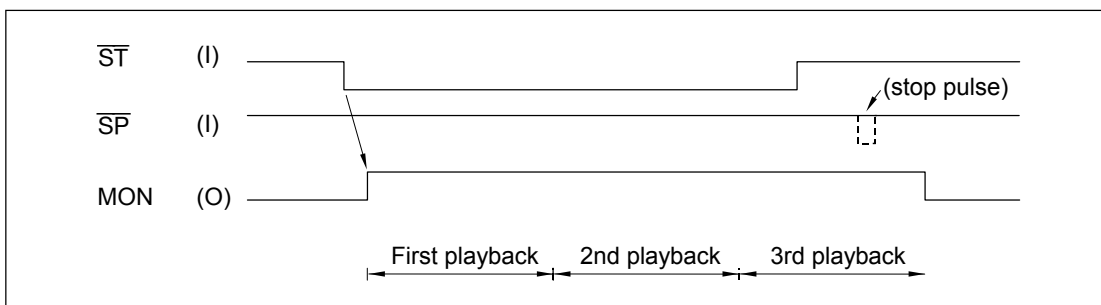 ST (I)
(stop pulse)
SP (I)
MON (O)
First playback 2nd playback 3rd playback